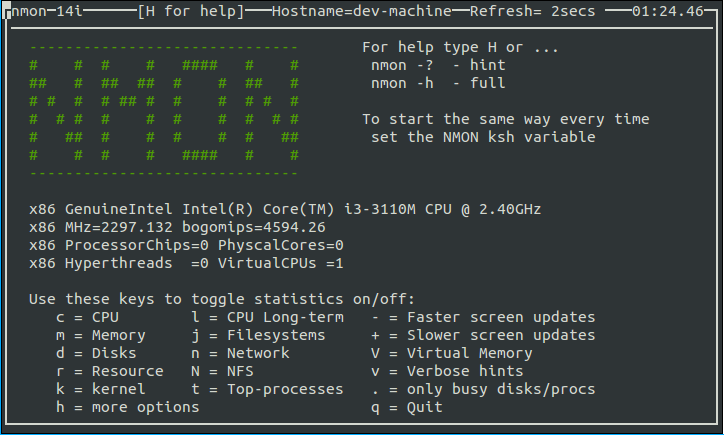 nmon-14i [H for help] Hostname=dev-machine Refresh= 2secs 01:24.46
------------------------------ For help type H or ...
#    #  #    #   ####   #    # nmon -? - hint
##   #  ##  ##  #    #  ##   # nmon -h - full
# #  #  # ## #  #    #  # #  #
#  # #  #    #  #    #  #  # # To start the same way every time
#   ##  #    #  #    #  #   ## set the NMON ksh variable
#    #  #    #   ####   #    #
------------------------------
x86 GenuineIntel Intel(R) Core(TM) i3-3110M CPU @ 2.40GHz
x86 MHz=2297.132 bogomips=4594.26
x86 ProcessorChips=0 PhyscalCores=0
x86 Hyperthreads =0 VirtualCPUs =1
Use these keys to toggle statistics on/off:
c = CPU l = CPU Long-term - = Faster screen updates
m = Memory j = Filesystems + = Slower screen updates
d = Disks n = Network V = Virtual Memory
r = Resource N = NFS v = Verbose hints
k = kernel t = Top-processes . = only busy disks/procs
h = more options q = Quit